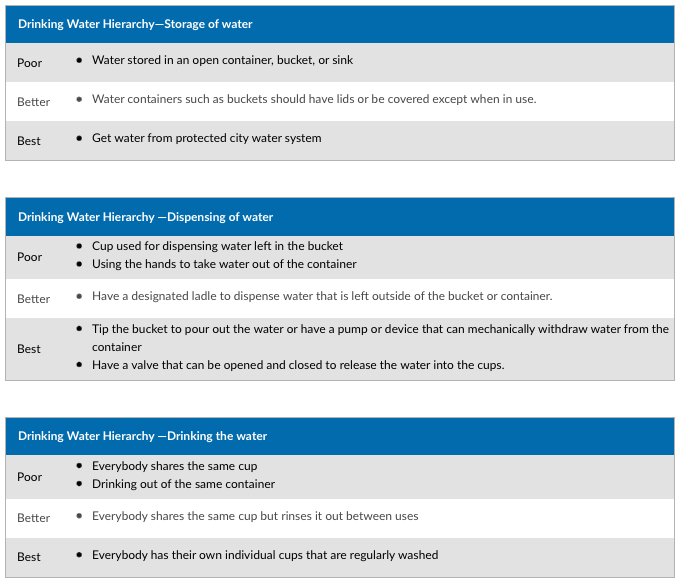 Drinking Water Hierarchy—Storage of water
Poor
• Water stored in an open container, bucket, or sink
Better
• Water containers such as buckets should have lids or be covered except when in use.
Best
• Get water from protected city water system
Drinking Water Hierarchy —Dispensing of water
Poor
• Cup used for dispensing water left in the bucket
• Using the hands to take water out of the container
Better
• Have a designated ladle to dispense water that is left outside of the bucket or container.
Best
• Tip the bucket to pour out the water or have a pump or device that can mechanically withdraw water from the
container
• Have a valve that can be opened and closed to release the water into the cups.
Drinking Water Hierarchy —Drinking the water
Poor
• Everybody shares the same cup
• Drinking out of the same container
Better
• Everybody shares the same cup but rinses it out between uses
Best
• Everybody has their own individual cups that are regularly washed